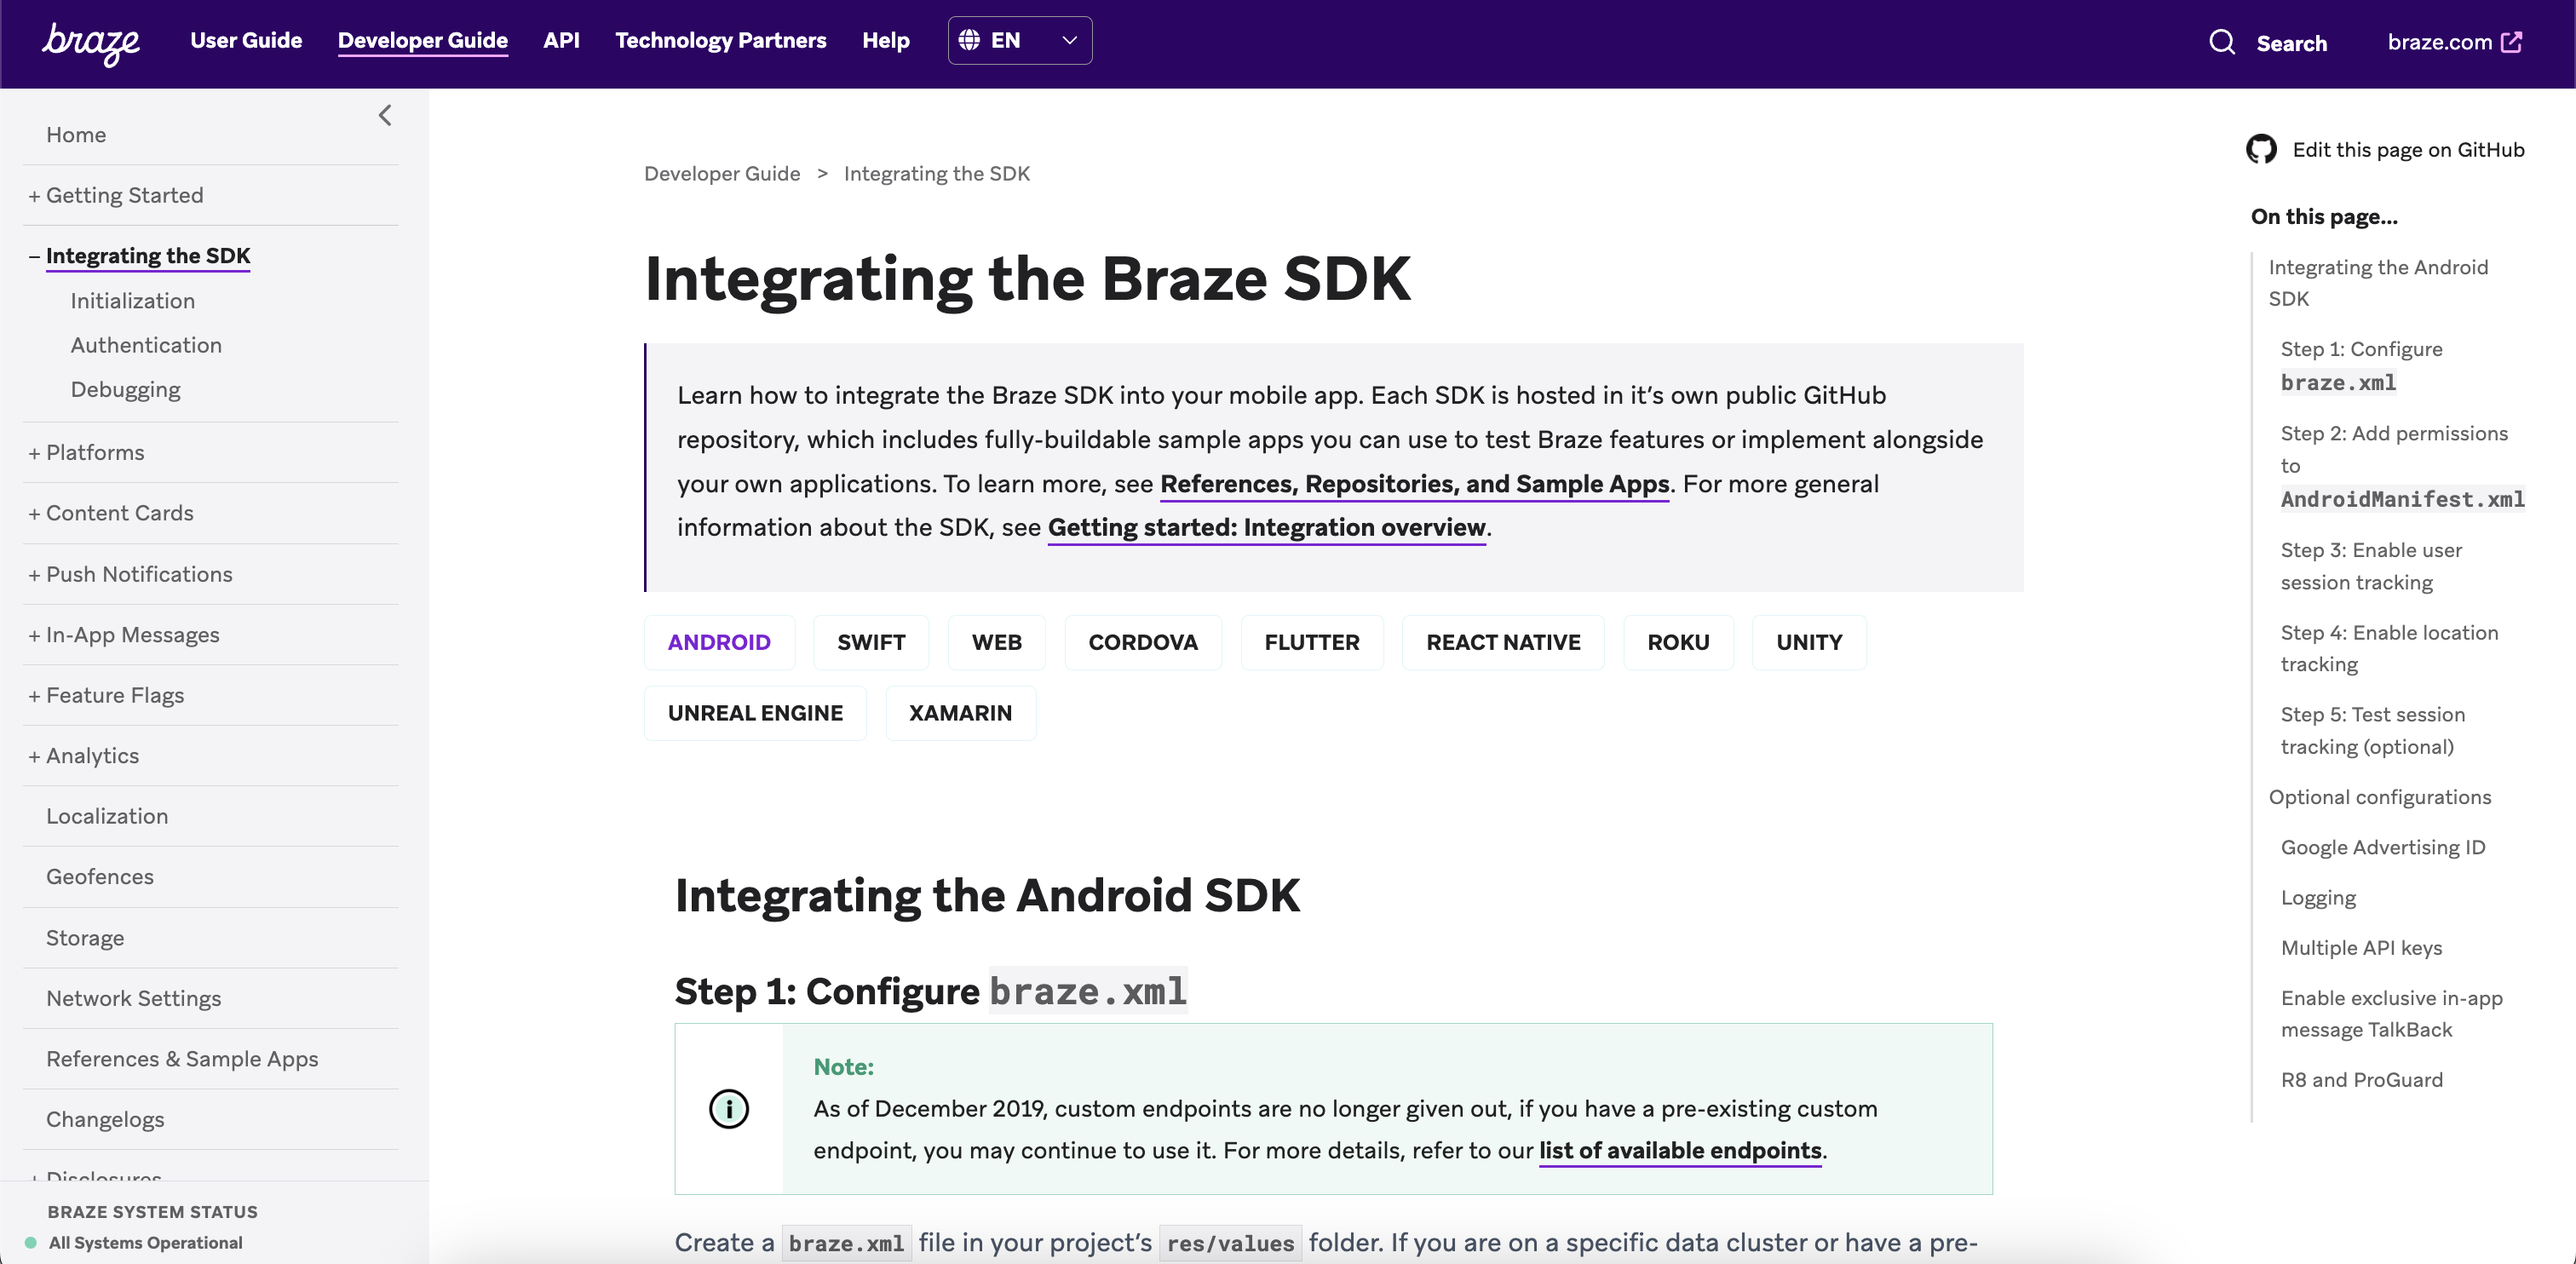 braze User Guide Developer Guide API Technology Partners Help EN Search braze.com
Home
+ Getting Started
– Integrating the SDK
Initialization
Authentication
Debugging
+ Platforms
+ Content Cards
+ Push Notifications
+ In-App Messages
+ Feature Flags
+ Analytics
Localization
Geofences
Storage
Network Settings
References & Sample Apps
Changelogs
+ Disclosures
BRAZE SYSTEM STATUS
All Systems Operational
Developer Guide > Integrating the SDK
Integrating the Braze SDK
Learn how to integrate the Braze SDK into your mobile app. Each SDK is hosted in it’s own public GitHub
repository, which includes fully-buildable sample apps you can use to test Braze features or implement alongside
your own applications. To learn more, see References, Repositories, and Sample Apps. For more general
information about the SDK, see Getting started: Integration overview.
ANDROID SWIFT WEB CORDOVA FLUTTER REACT NATIVE ROKU UNITY
UNREAL ENGINE XAMARIN
Integrating the Android SDK
Step 1: Configure braze.xml
Note:
As of December 2019, custom endpoints are no longer given out, if you have a pre-existing custom
endpoint, you may continue to use it. For more details, refer to our list of available endpoints.
Create a braze.xml file in your project’s res/values folder. If you are on a specific data cluster or have a pre-
Edit this page on GitHub
On this page...
Integrating the Android
SDK
Step 1: Configure
braze.xml
Step 2: Add permissions
to
AndroidManifest.xml
Step 3: Enable user
session tracking
Step 4: Enable location
tracking
Step 5: Test session
tracking (optional)
Optional configurations
Google Advertising ID
Logging
Multiple API keys
Enable exclusive in-app
message TalkBack
R8 and ProGuard